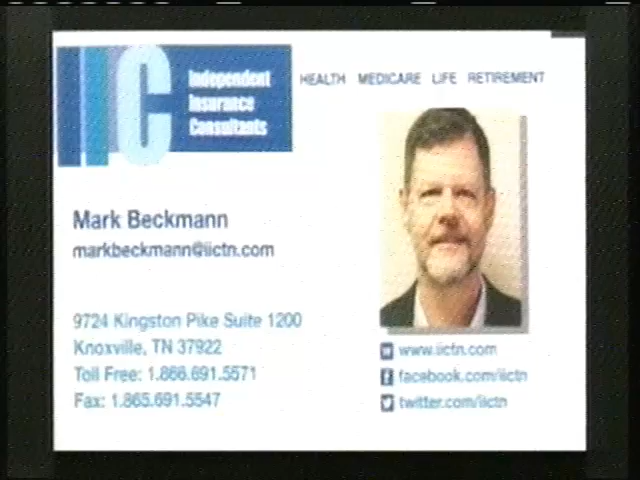 IIC
Independent
Insurance
Consultants
HEALTH MEDICARE LIFE RETIREMENT
Mark Beckmann
markbeckmann@iictn.com
9724 Kingston Pike Suite 1200
Knoxville, TN 37922
Toll Free: 1.866.691.5571
Fax: 1.865.691.5547
www.iictn.com
facebook.com/iictn
twitter.com/iictn